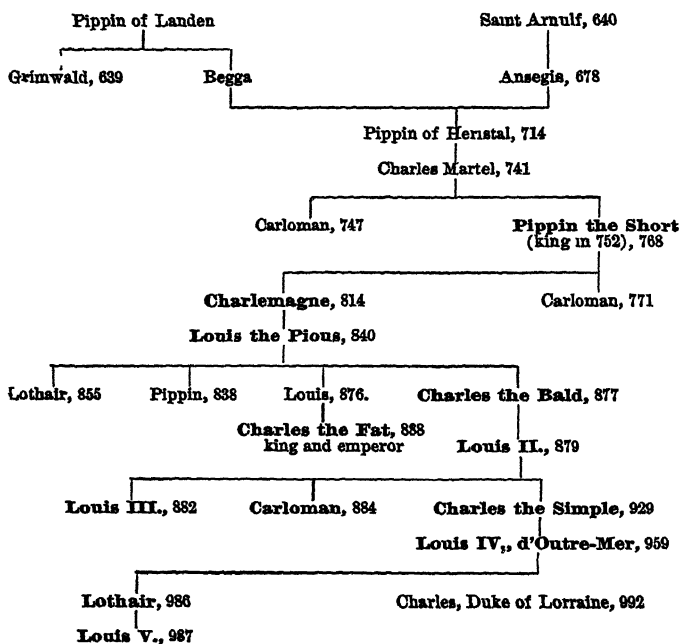 Pippin of Landen
Saint Arnulf, 640
Grimwald, 639
Begga
Ansegis, 678
Pippin of Heristal, 714
Charles Martel, 741
Carloman, 747
Pippin the Short
(king in 752), 768
Charlemagne, 814
Carloman, 771
Louis the Pious, 840
Lothair, 855
Pippin, 838
Louis, 876.
Charles the Bald, 877
Charles the Fat, 888
king and emperor
Louis II., 879
Louis III., 882
Carloman, 884
Charles the Simple, 929
Louis IV., d'Outre-Mer, 959
Lothair, 986
Charles, Duke of Lorraine, 992
Louis V., 987